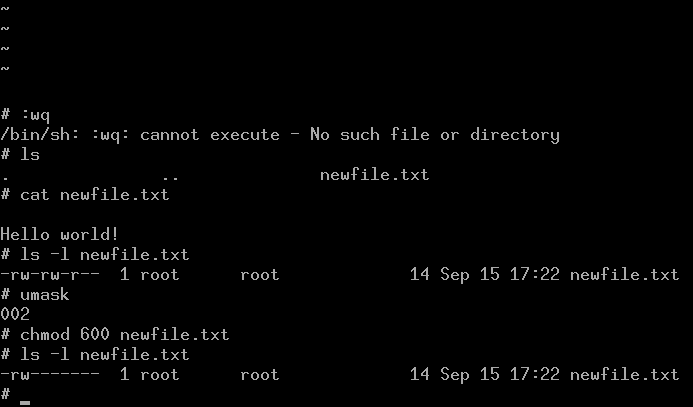 ~
~
~
~
# :wq
/bin/sh: :wq: cannot execute - No such file or directory
# ls
.                ..              newfile.txt
# cat newfile.txt

Hello world!
# ls -l newfile.txt
-rw-rw-r--  1 root      root             14 Sep 15 17:22 newfile.txt
# umask
002
# chmod 600 newfile.txt
# ls -l newfile.txt
-rw-------  1 root      root             14 Sep 15 17:22 newfile.txt
# _